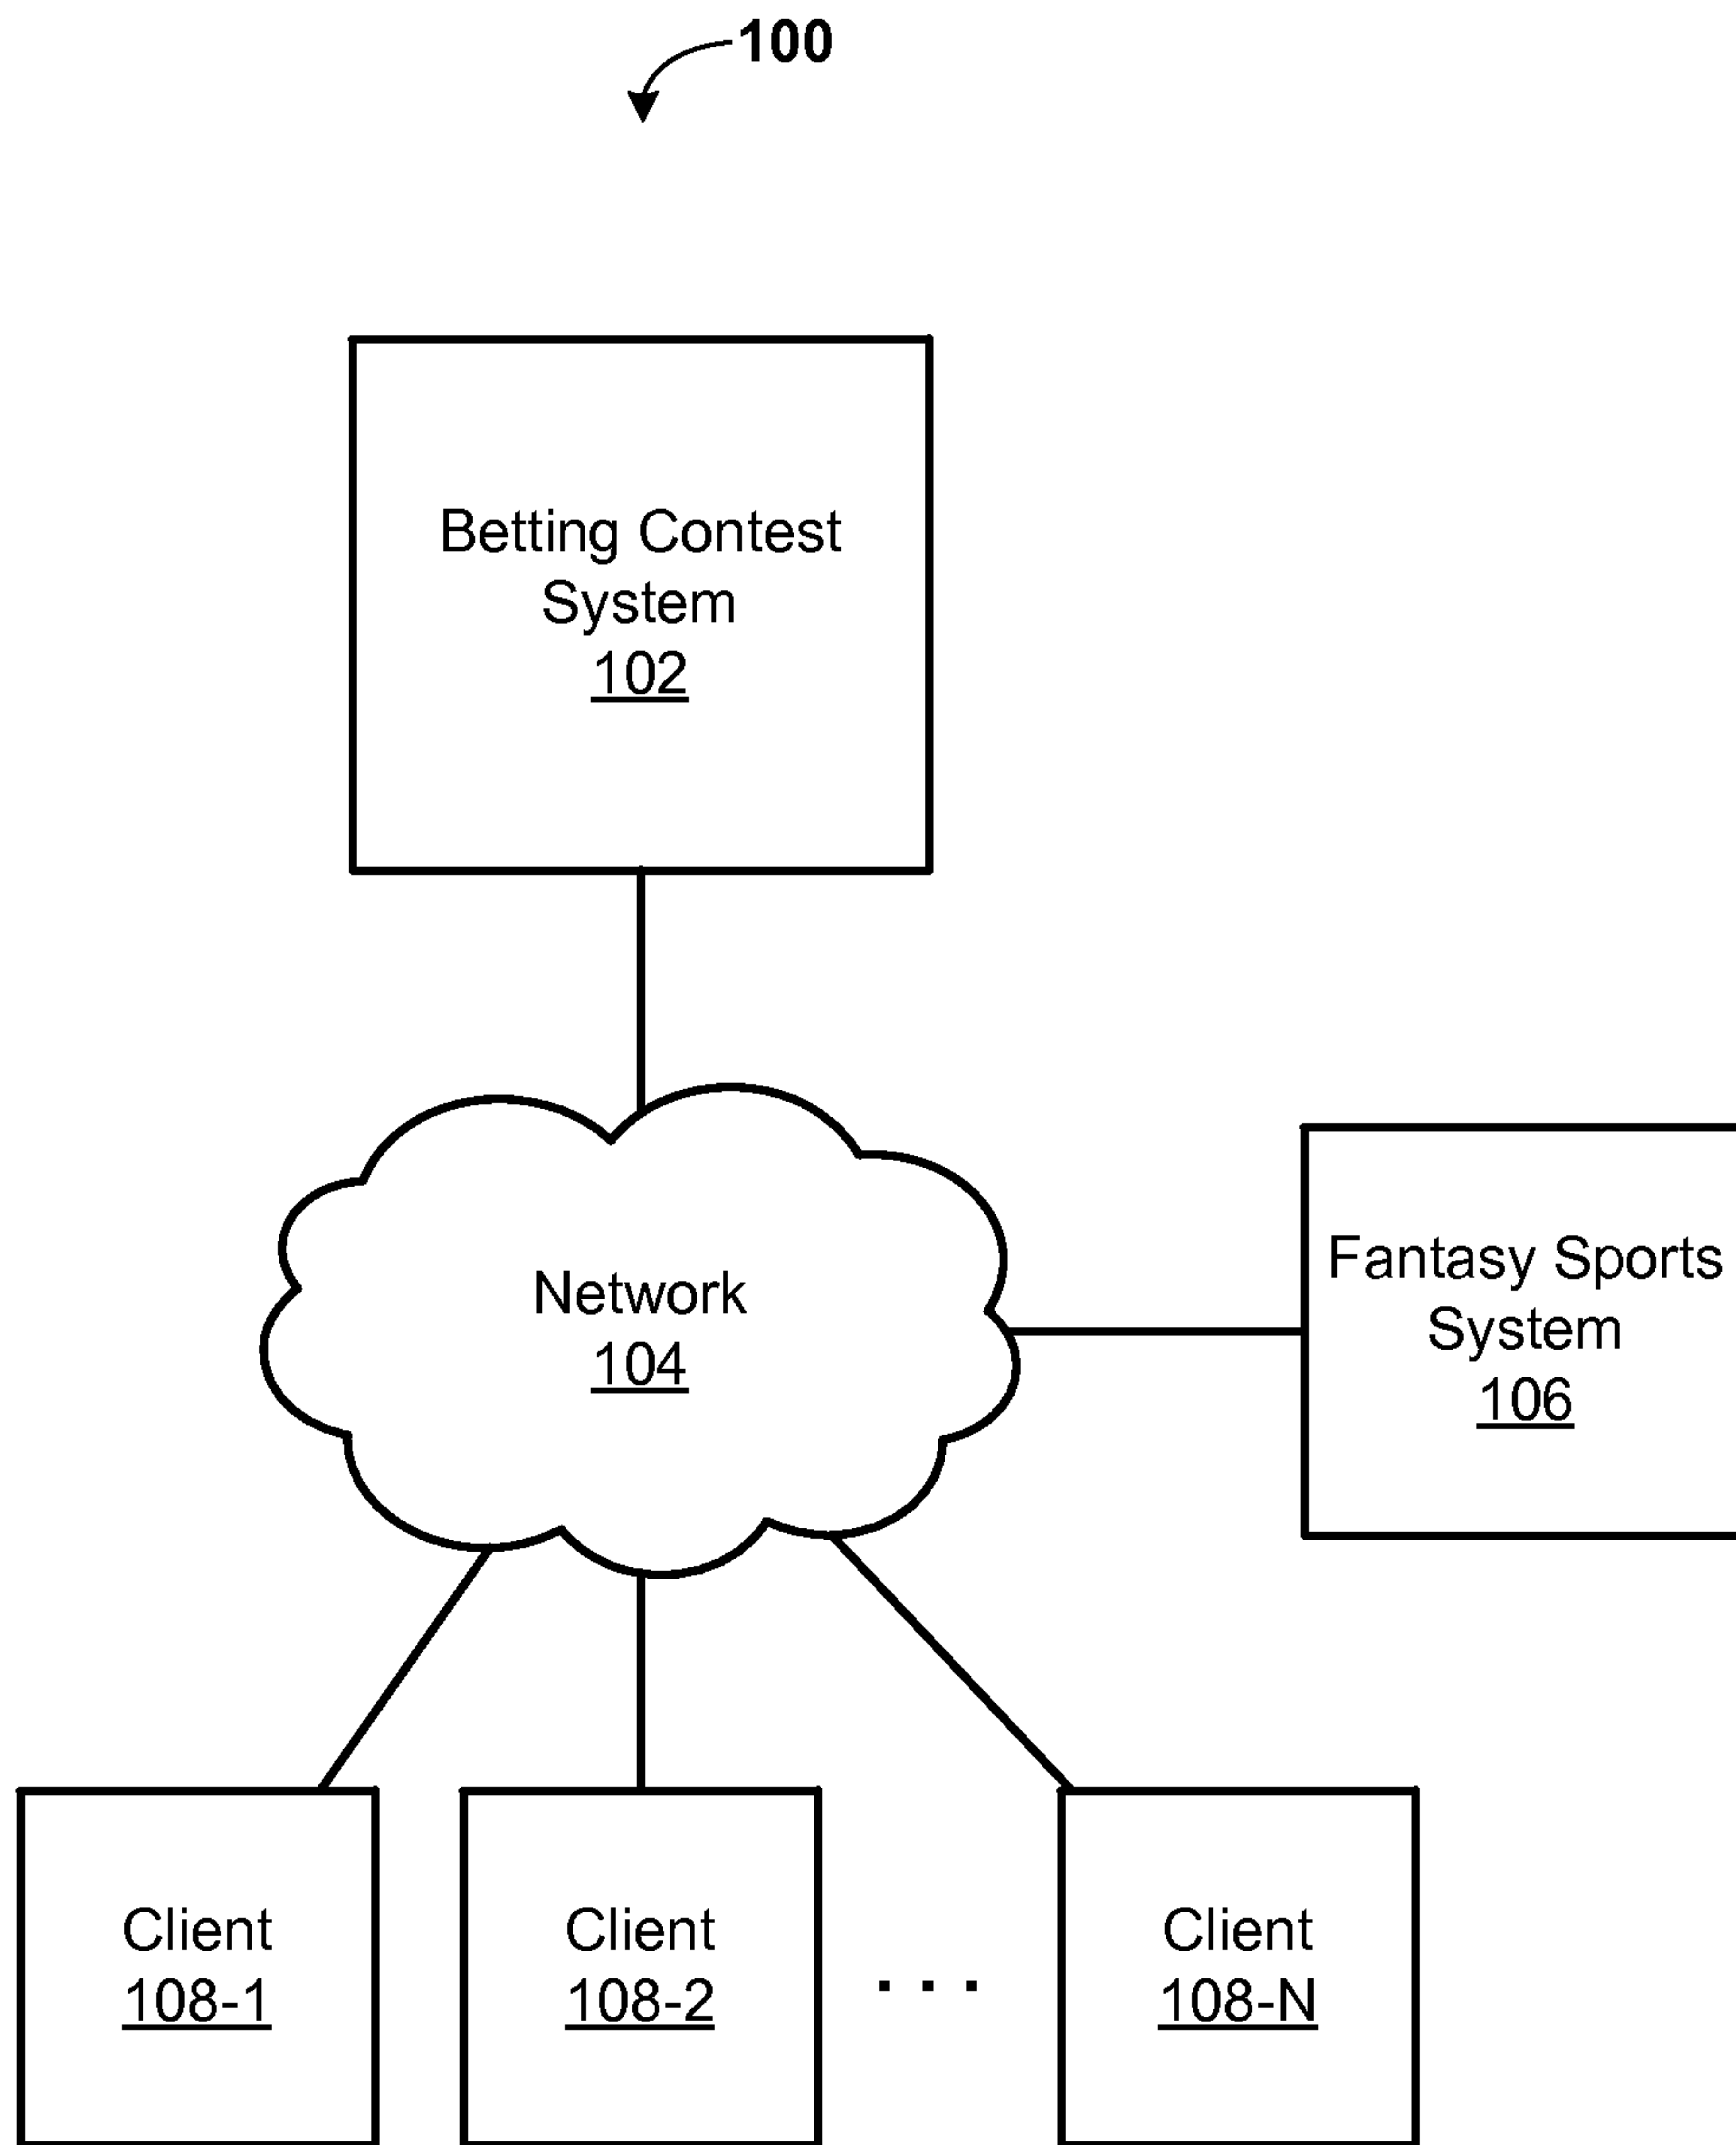 100
Betting Contest
System
102
Network
104
Fantasy Sports
System
106
Client
108-1
Client
108-2
. . .
Client
108-N